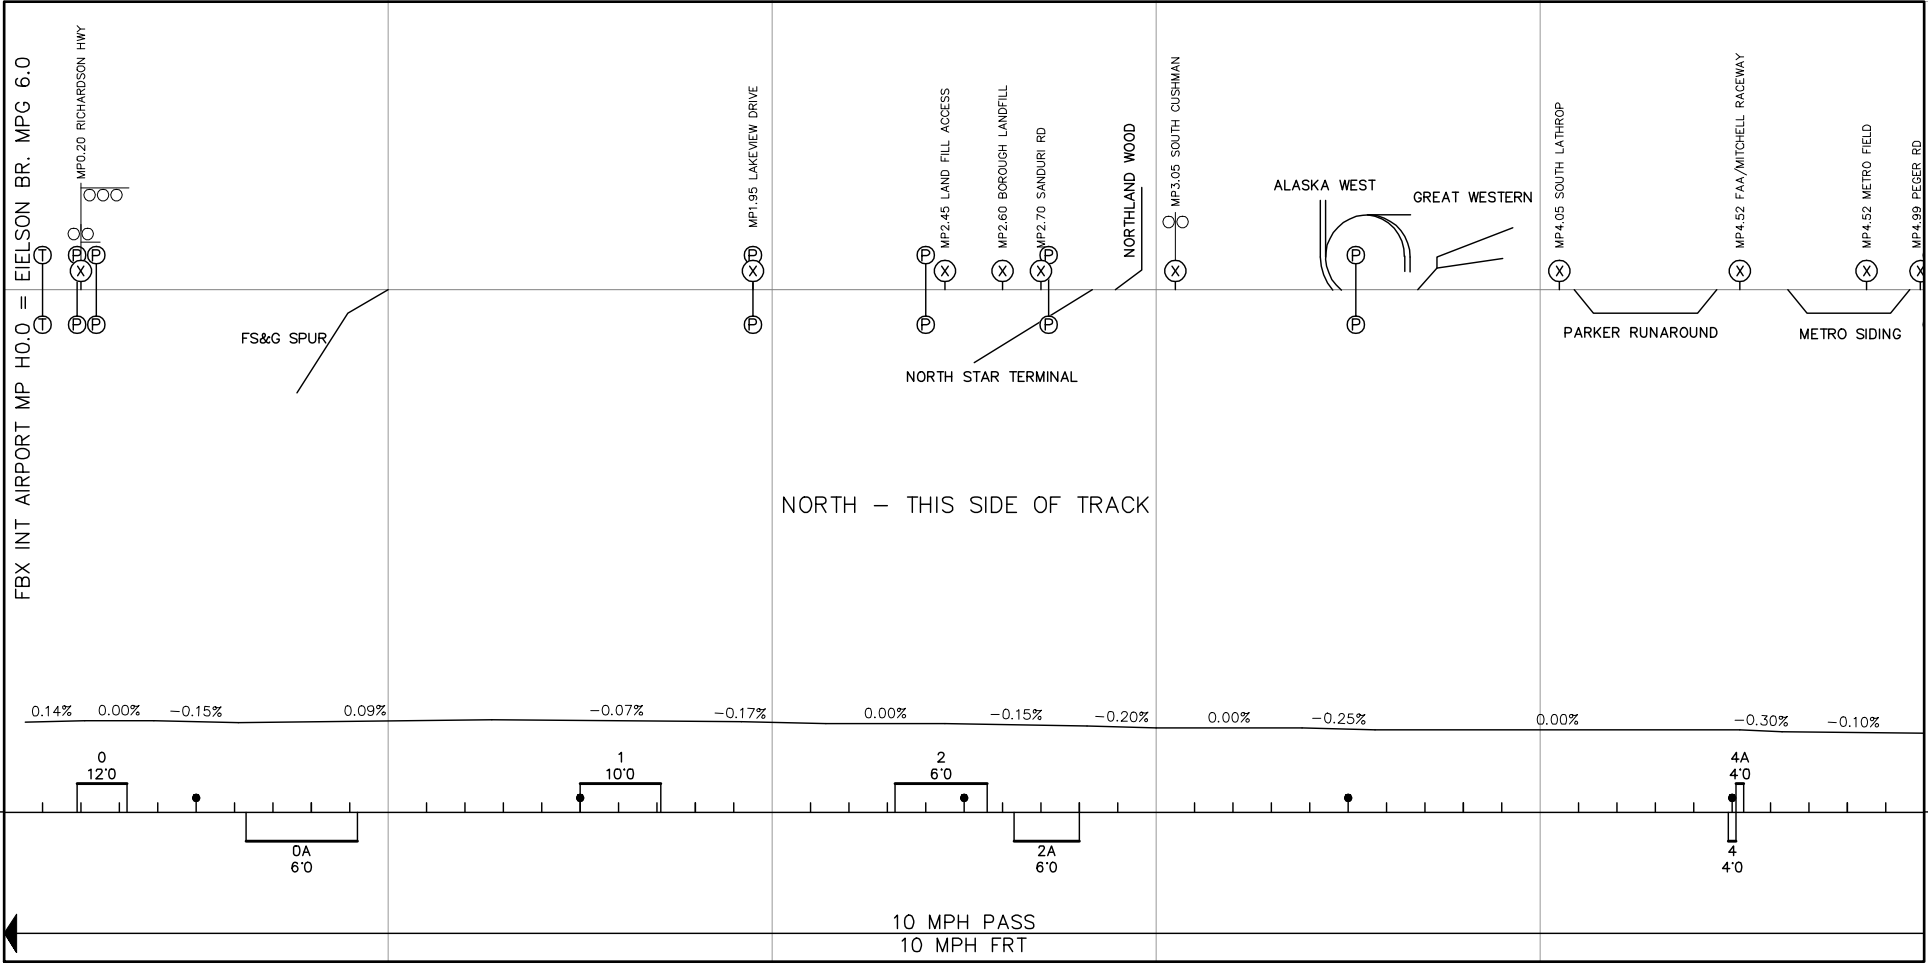 FBX INT AIRPORT MP H0.0 = EIELSON BR. MPG 6.0
MP0.20 RICHARDSON HWY
MP1.95 LAKEVIEW DRIVE
MP2.45 LAND FILL ACCESS
MP2.60 BOROUGH LANDFILL
MP2.70 SANDURI RD
NORTHLAND WOOD
MP3.05 SOUTH CUSHMAN
ALASKA WEST
GREAT WESTERN
MP4.05 SOUTH LATHROP
MP4.52 FAA/MITCHELL RACEWAY
MP4.52 METRO FIELD
MP4.99 PEGER RD
T P P P P P P
X X X X X X X X X X
T P P P P P P
FS&G SPUR
NORTH STAR TERMINAL
PARKER RUNAROUND
METRO SIDING
NORTH – THIS SIDE OF TRACK
0.14% 0.00% –0.15% 0.09% –0.07% –0.17% 0.00% –0.15% –0.20% 0.00% –0.25% 0.00% –0.30% –0.10%
0 1 2 4A
12'0 10'0 6'0 4'0
0A 2A 4
6'0 6'0 4'0
10 MPH PASS
10 MPH FRT